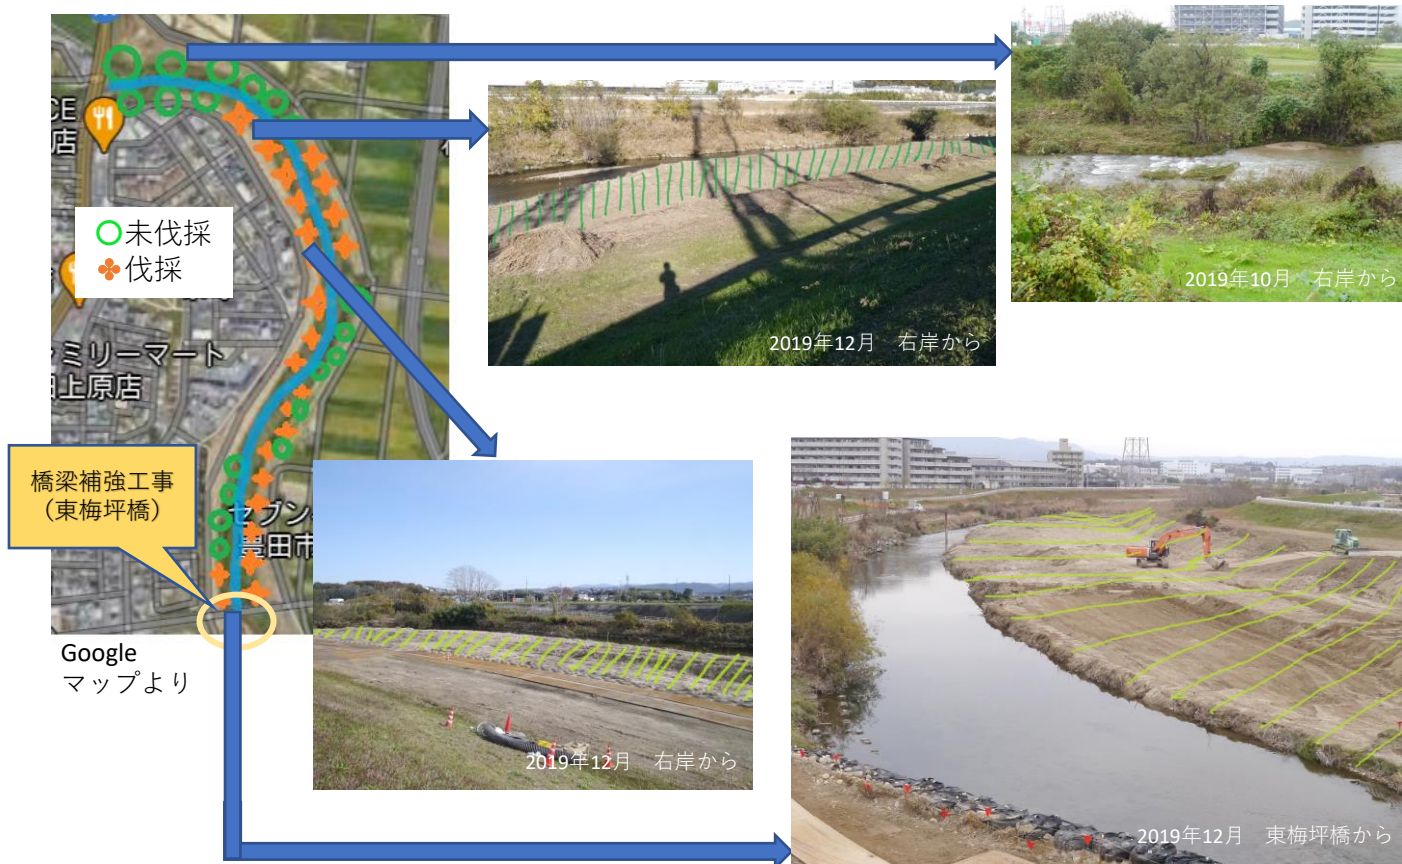 CE
店
未伐採
伐採
ミリーマート
上原店
橋梁補強工事
（東梅坪橋）
セブン
豊田市
Google
マップより
2019年10月　右岸から
2019年12月　右岸から
2019年12月　右岸から
2019年12月　東梅坪橋から